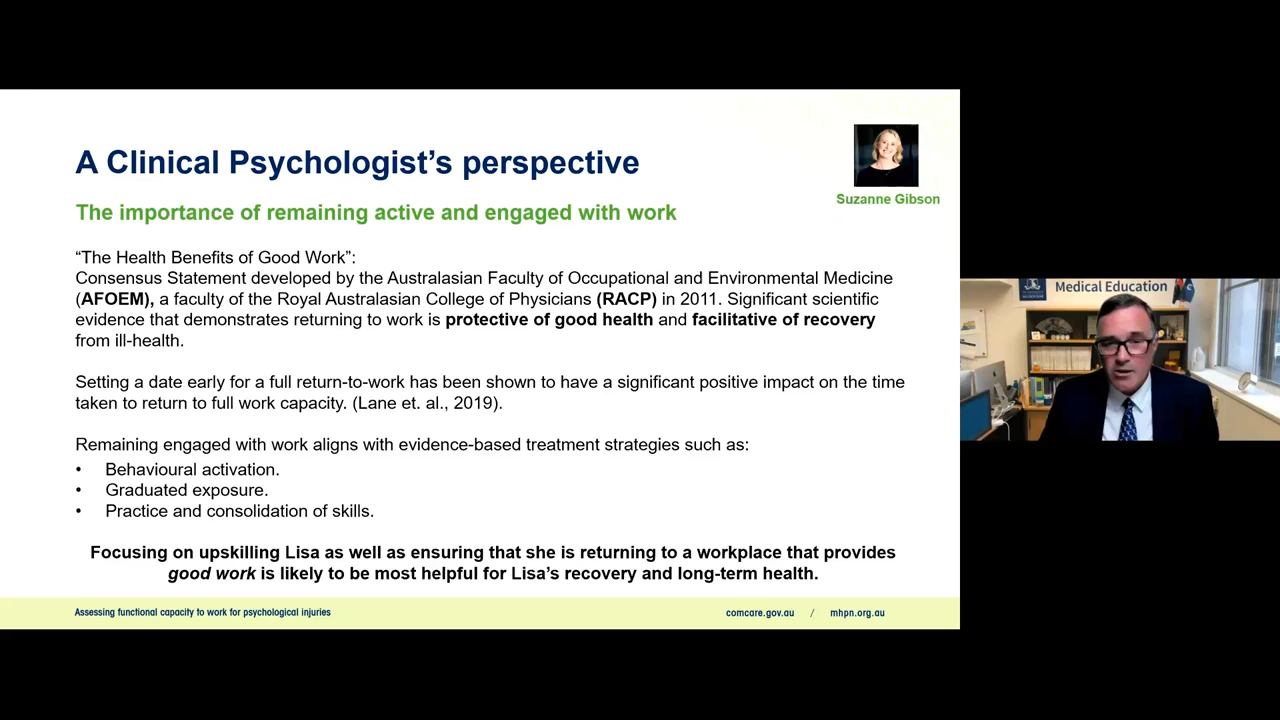 A Clinical Psychologist's perspective
Suzanne Gibson
The importance of remaining active and engaged with work
“The Health Benefits of Good Work”:
Consensus Statement developed by the Australasian Faculty of Occupational and Environmental Medicine
(AFOEM), a faculty of the Royal Australasian College of Physicians (RACP) in 2011. Significant scientific
evidence that demonstrates returning to work is protective of good health and facilitative of recovery
from ill-health.
Setting a date early for a full return-to-work has been shown to have a significant positive impact on the time
taken to return to full work capacity. (Lane et. al., 2019).
Remaining engaged with work aligns with evidence-based treatment strategies such as:
• Behavioural activation.
• Graduated exposure.
• Practice and consolidation of skills.
Focusing on upskilling Lisa as well as ensuring that she is returning to a workplace that provides
good work is likely to be most helpful for Lisa's recovery and long-term health.
Assessing functional capacity to work for psychological injuries
comcare.gov.au / mhpn.org.au
Medical Education